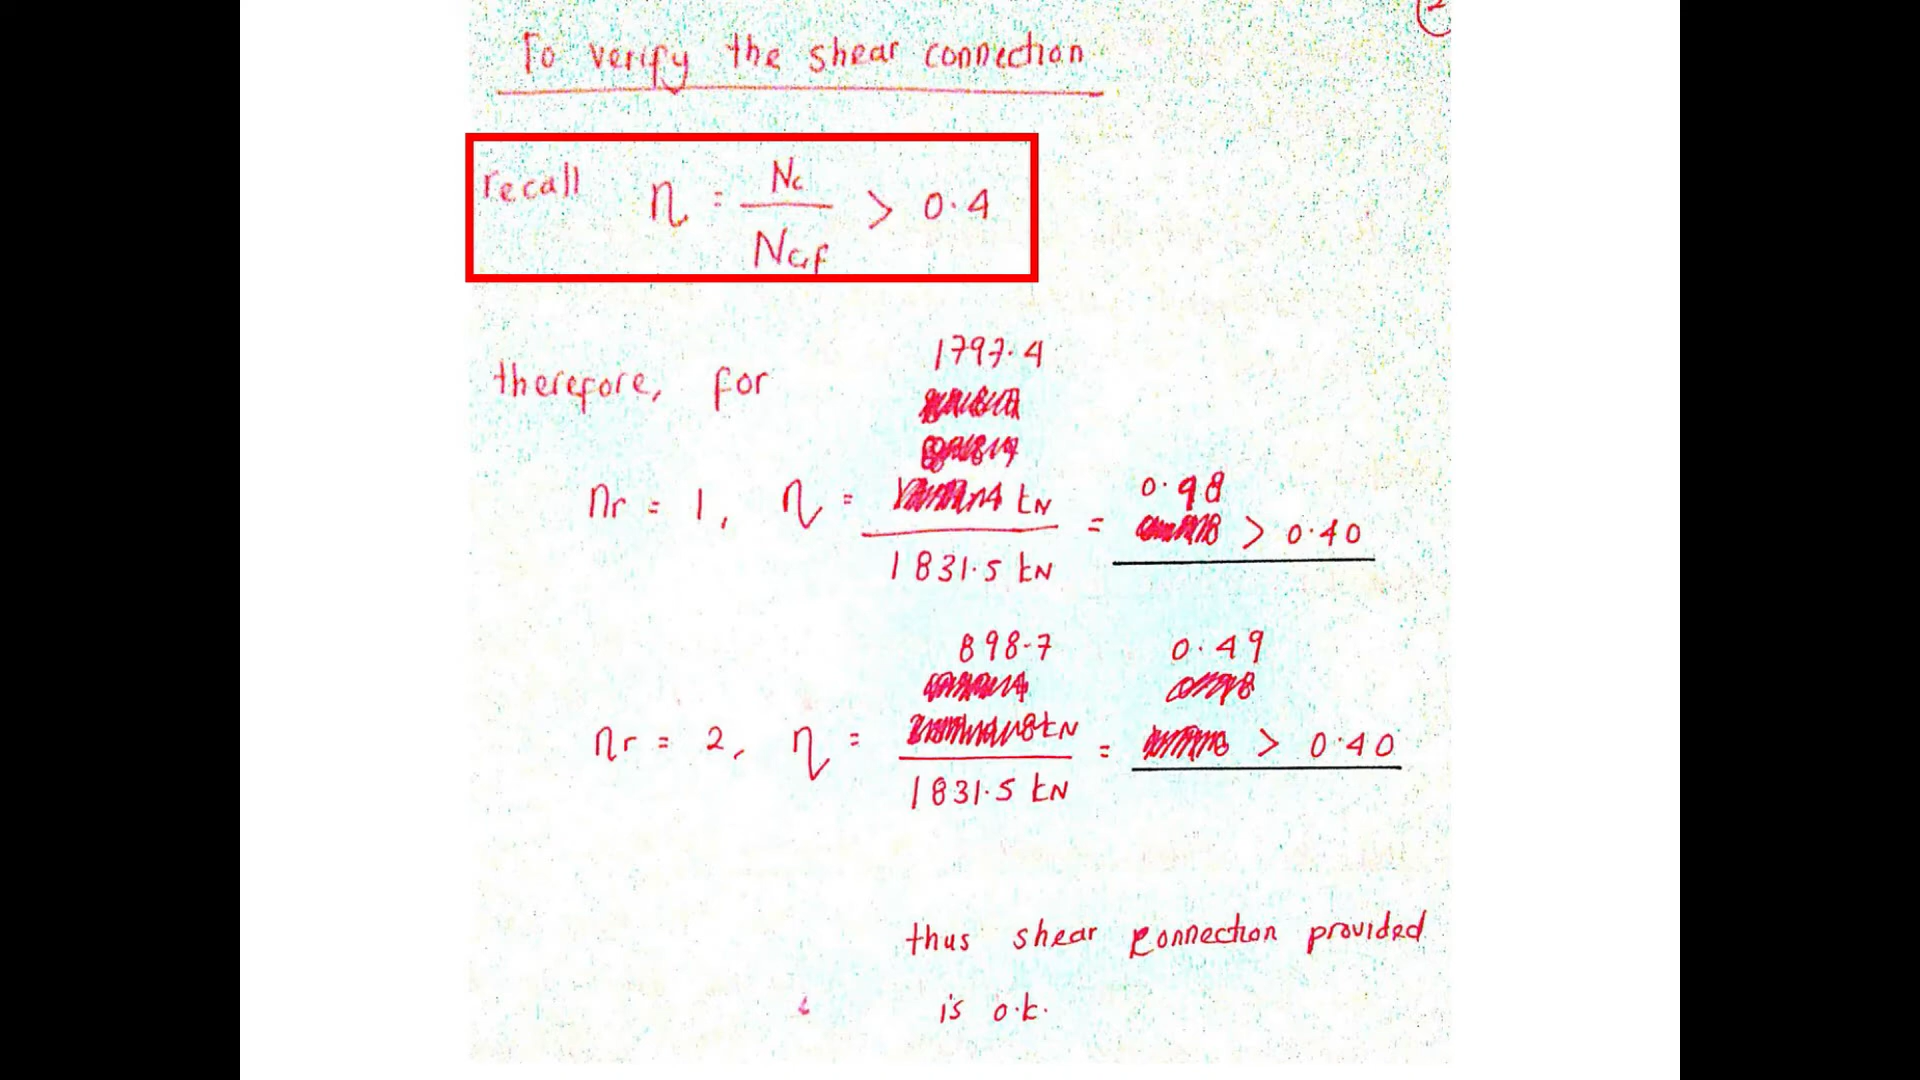 To verify the shear connection
recall η = Nc / Nc,f > 0.4
therefore, for
1797.4
nr = 1, η = kN / 1831.5 kN = 0.98 > 0.40
898.7
nr = 2, η = kN / 1831.5 kN = 0.49 > 0.40
thus shear connection provided
is o.k.